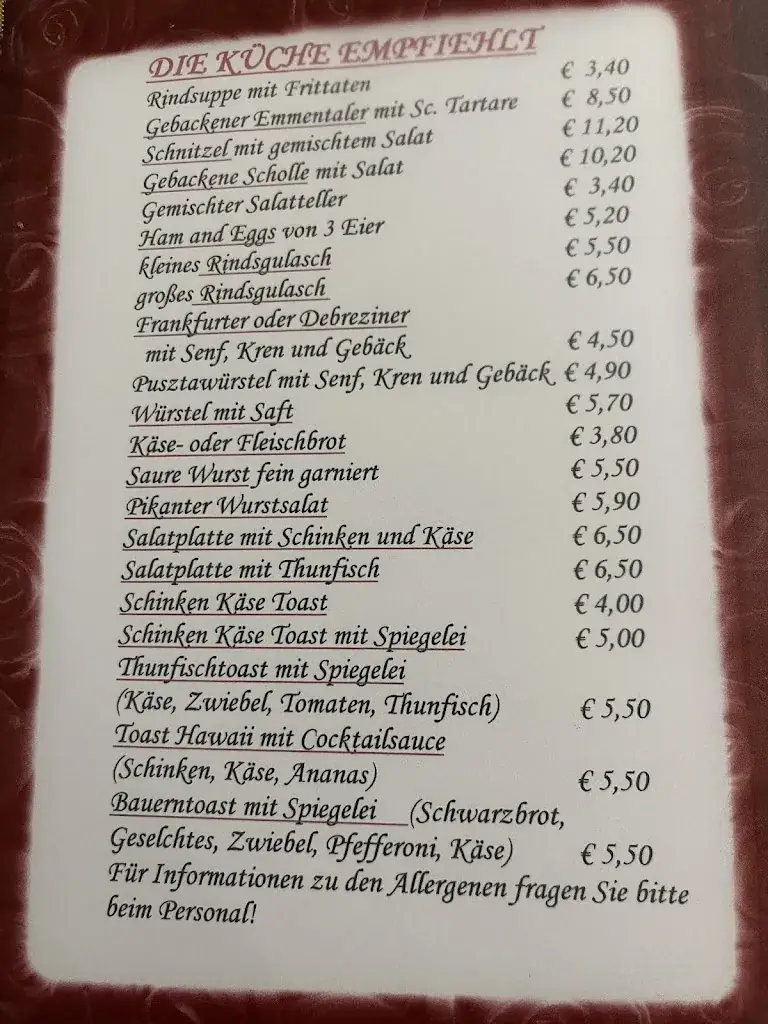 DIE KÜCHE EMPFIEHLT
Rindsuppe mit Frittaten € 3,40
Gebackener Emmentaler mit Sc. Tartare € 8,50
Schnitzel mit gemischtem Salat € 11,20
Gebackene Scholle mit Salat € 10,20
Gemischter Salatteller € 3,40
Ham and Eggs von 3 Eier € 5,20
kleines Rindsgulasch € 5,50
großes Rindsgulasch € 6,50
Frankfurter oder Debreziner
mit Senf, Kren und Gebäck € 4,50
Pusztawürstel mit Senf, Kren und Gebäck € 4,90
Würstel mit Saft € 5,70
Käse- oder Fleischbrot € 3,80
Saure Wurst fein garniert € 5,50
Pikanter Wurstsalat € 5,90
Salatplatte mit Schinken und Käse € 6,50
Salatplatte mit Thunfisch € 6,50
Schinken Käse Toast € 4,00
Schinken Käse Toast mit Spiegelei € 5,00
Thunfischtoast mit Spiegelei
(Käse, Zwiebel, Tomaten, Thunfisch) € 5,50
Toast Hawaii mit Cocktailsauce
(Schinken, Käse, Ananas) € 5,50
Bauerntoast mit Spiegelei (Schwarzbrot,
Geselchtes, Zwiebel, Pfefferoni, Käse) € 5,50
Für Informationen zu den Allergenen fragen Sie bitte
beim Personal!